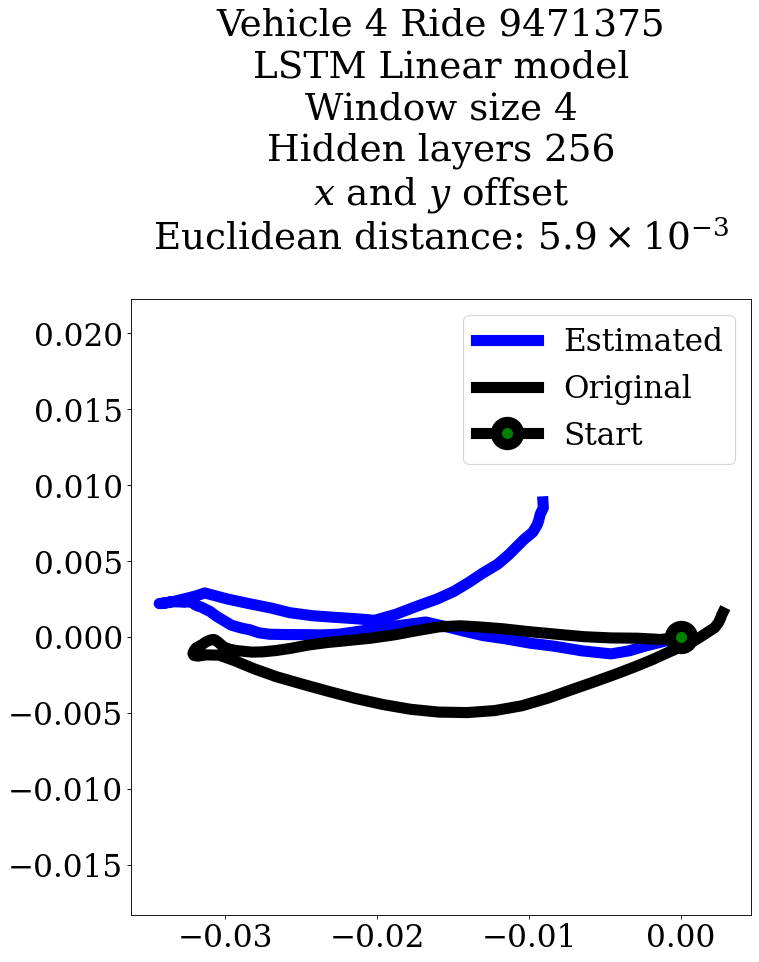 Vehicle 4 Ride 9471375
LSTM Linear model
Window size 4
Hidden layers 256
x and y offset
Euclidean distance: 5.9 × 10⁻³
Estimated
Original
Start
0.020
0.015
0.010
0.005
0.000
−0.005
−0.010
−0.015
−0.03 −0.02 −0.01 0.00